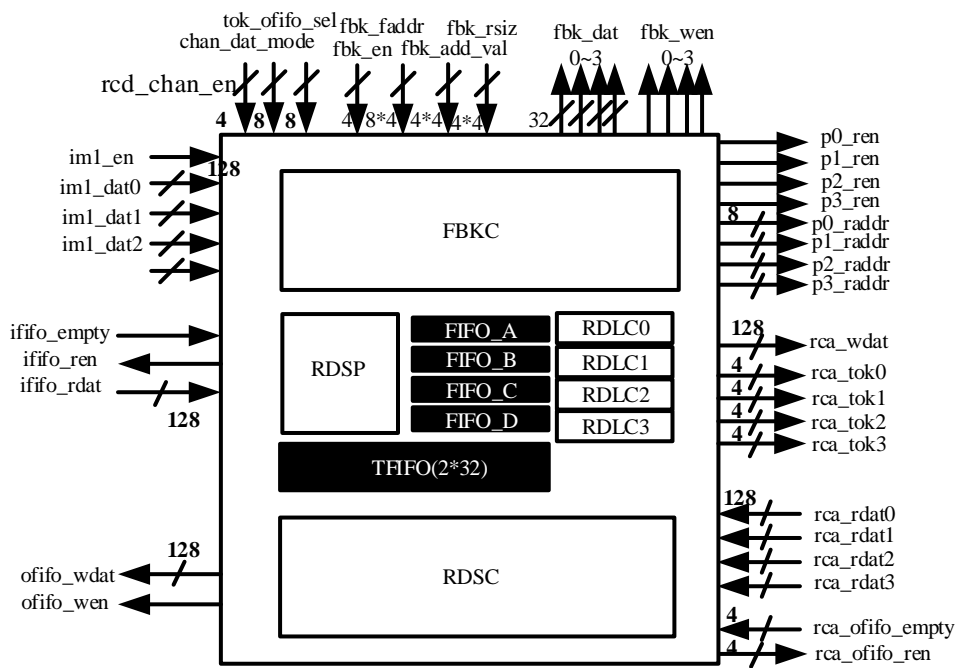 tok_ofifo_sel
chan_dat_mode
rcd_chan_en
fbk_faddr
fbk_en
fbk_rsiz
fbk_add_val
fbk_dat
0~3
fbk_wen
0~3
4
8
8
4
8*4
4*4
4*4
32
im1_en
128
im1_dat0
im1_dat1
im1_dat2
p0_ren
p1_ren
p2_ren
p3_ren
8
p0_raddr
p1_raddr
p2_raddr
p3_raddr
FBKC
ififo_empty
ififo_ren
ififo_rdat
128
RDSP
FIFO_A
FIFO_B
FIFO_C
FIFO_D
RDLC0
RDLC1
RDLC2
RDLC3
TFIFO(2*32)
128
rca_wdat
4
rca_tok0
4
rca_tok1
4
rca_tok2
4
rca_tok3
128
rca_rdat0
rca_rdat1
rca_rdat2
rca_rdat3
RDSC
128
ofifo_wdat
ofifo_wen
4
rca_ofifo_empty
4
rca_ofifo_ren